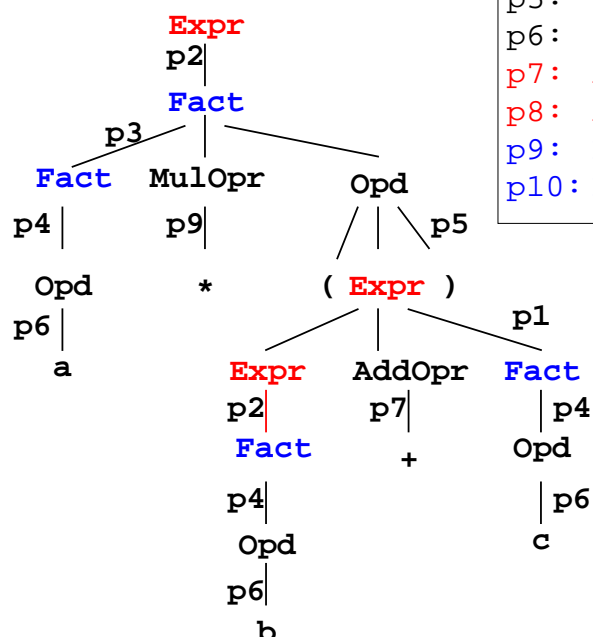 Expr
p2
Fact
p3
Fact MulOpr Opd
p4 p9 p5
Opd * ( Expr )
p6 p1
a Expr AddOpr Fact
p2 p7 p4
Fact + Opd
p4 p6
Opd c
p6
b
p5:
p6:
p7:
p8:
p9:
p10: